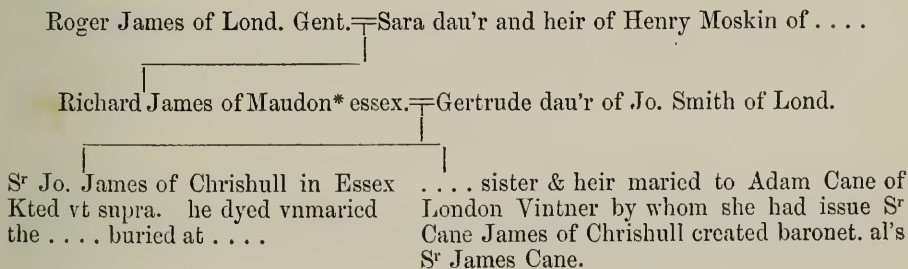 Roger James of Lond. Gent.=Sara dau'r and heir of Henry Moskin of . . . .
Richard James of Maudon* essex.=Gertrude dau'r of Jo. Smith of Lond.
Sr Jo. James of Chrishull in Essex
Kted vt supra. he dyed vnmaried
the . . . . buried at . . . .
. . . . sister & heir maried to Adam Cane of
London Vintner by whom she had issue Sr
Cane James of Chrishull created baronet. al's
Sr James Cane.